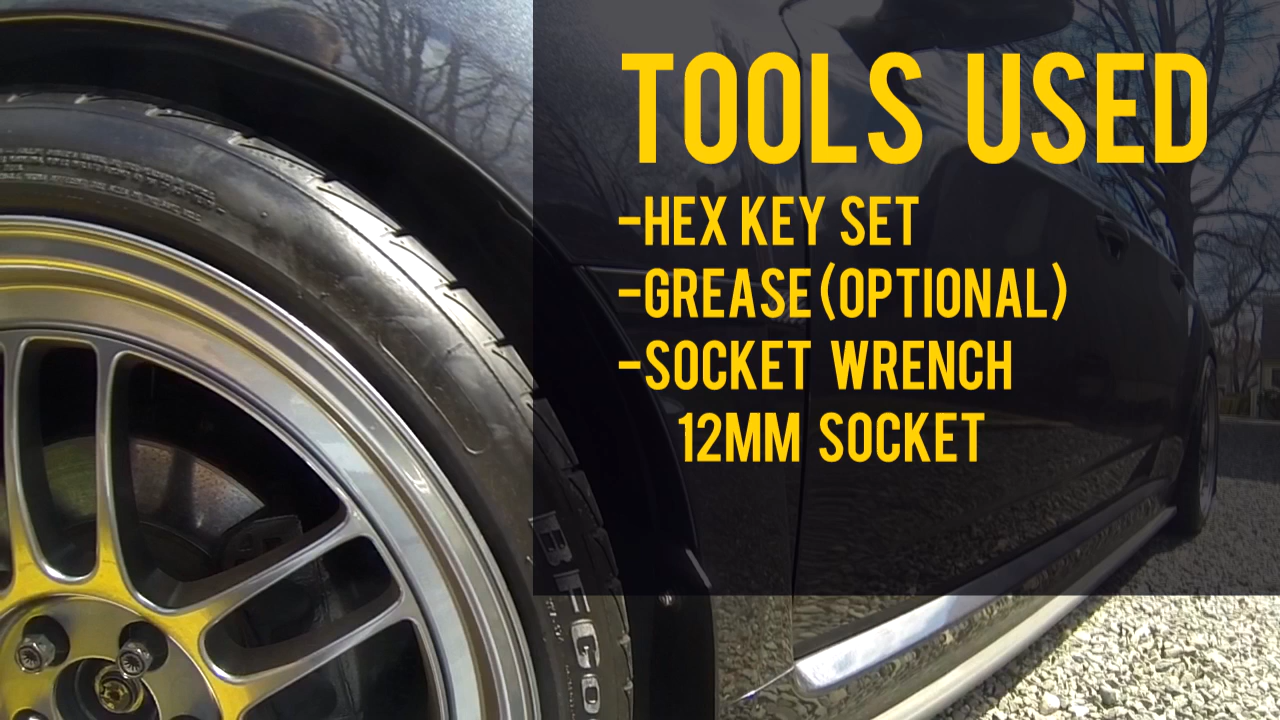 TOOLS USED
-HEX KEY SET
-GREASE (OPTIONAL)
-SOCKET WRENCH
12MM SOCKET